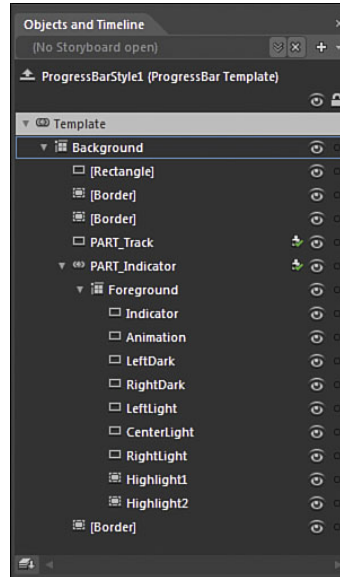 Objects and Timeline
(No Storyboard open)
ProgressBarStyle1 (ProgressBar Template)
Template
Background
[Rectangle]
[Border]
[Border]
PART_Track
PART_Indicator
Foreground
Indicator
Animation
LeftDark
RightDark
LeftLight
CenterLight
RightLight
Highlight1
Highlight2
[Border]